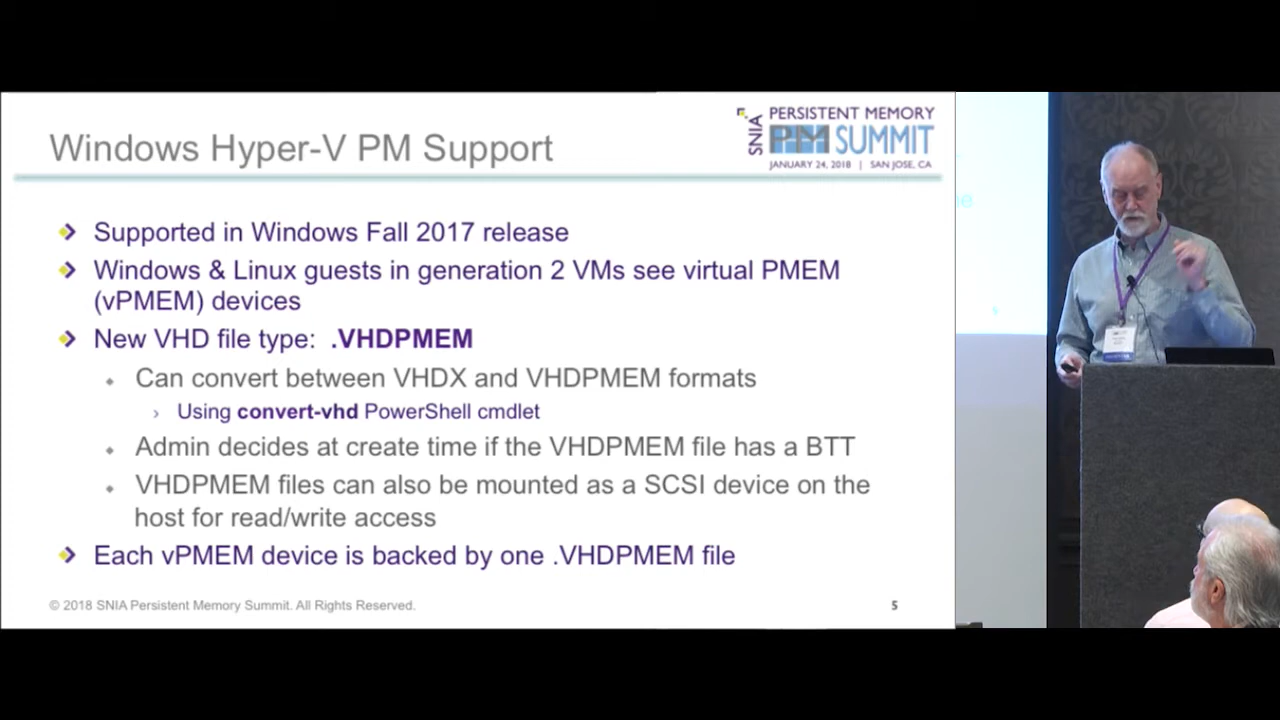 Windows Hyper-V PM Support
SNIA
PERSISTENT MEMORY
PM SUMMIT
JANUARY 24, 2018 | SAN JOSE, CA
Supported in Windows Fall 2017 release
Windows & Linux guests in generation 2 VMs see virtual PMEM
(vPMEM) devices
New VHD file type: .VHDPMEM
Can convert between VHDX and VHDPMEM formats
Using convert-vhd PowerShell cmdlet
Admin decides at create time if the VHDPMEM file has a BTT
VHDPMEM files can also be mounted as a SCSI device on the
host for read/write access
Each vPMEM device is backed by one .VHDPMEM file
© 2018 SNIA Persistent Memory Summit. All Rights Reserved.
5